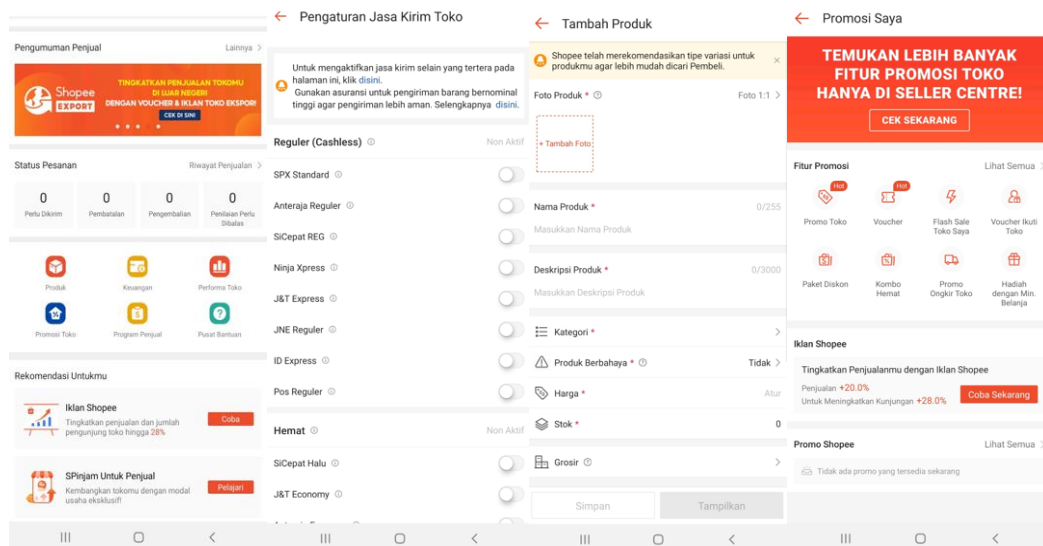 Pengumuman Penjual
Lainnya >
Shopee
EXPORT
TINGKATKAN PENJUALAN TOKOMU
DI LUAR NEGERI
DENGAN VOUCHER & IKLAN TOKO EKSPOR!
CEK DI SINI
Status Pesanan
Riwayat Penjualan >
0
0
0
0
Perlu Dikirim
Pembatalan
Pengembalian
Penilaian Perlu
Dibalas
Produk
Keuangan
Performa Toko
Promosi Toko
Program Penjual
Pusat Bantuan
Rekomendasi Untukmu
Iklan Shopee
Tingkatkan penjualan dan jumlah
pengunjung toko hingga 28%
Coba
SPinjam Untuk Penjual
Kembangkan tokomu dengan modal
usaha eksklusif!
Pelajari
Pengaturan Jasa Kirim Toko
Untuk mengaktifkan jasa kirim selain yang tertera pada
halaman ini, klik disini.
Gunakan asuransi untuk pengiriman barang bernominal
tinggi agar pengiriman lebih aman. Selengkapnya disini.
Reguler (Cashless)
Non Aktif
SPX Standard
Anteraja Reguler
SiCepat REG
Ninja Xpress
J&T Express
JNE Reguler
ID Express
Pos Reguler
Hemat
Non Aktif
SiCepat Halu
J&T Economy
Tambah Produk
Shopee telah merekomendasikan tipe variasi untuk
produkmu agar lebih mudah dicari Pembeli.
Foto Produk *
Foto 1:1 >
+ Tambah Foto
Nama Produk *
0/255
Masukkan Nama Produk
Deskripsi Produk *
0/3000
Masukkan Deskripsi Produk
Kategori *
Produk Berbahaya *
Tidak >
Harga *
Atur
Stok *
0
Grosir
Simpan
Tampilkan
Promosi Saya
TEMUKAN LEBIH BANYAK
FITUR PROMOSI TOKO
HANYA DI SELLER CENTRE!
CEK SEKARANG
Fitur Promosi
Lihat Semua
Hot
Hot
Promo Toko
Voucher
Flash Sale
Toko Saya
Voucher Ikuti
Toko
Paket Diskon
Kombo
Hemat
Promo
Ongkir Toko
Hadiah
dengan Min.
Belanja
Iklan Shopee
Tingkatkan Penjualanmu dengan Iklan Shopee
Penjualan +20.0%
Untuk Meningkatkan Kunjungan +28.0%
Coba Sekarang
Promo Shopee
Lihat Semua
Tidak ada promo yang tersedia sekarang